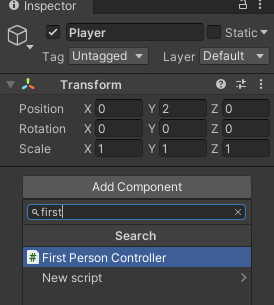 Inspector
Player
Static
Tag Untagged Layer Default
Transform
Position X 0 Y 2 Z 0
Rotation X 0 Y 0 Z 0
Scale X 1 Y 1 Z 1
Add Component
first
Search
First Person Controller
New script